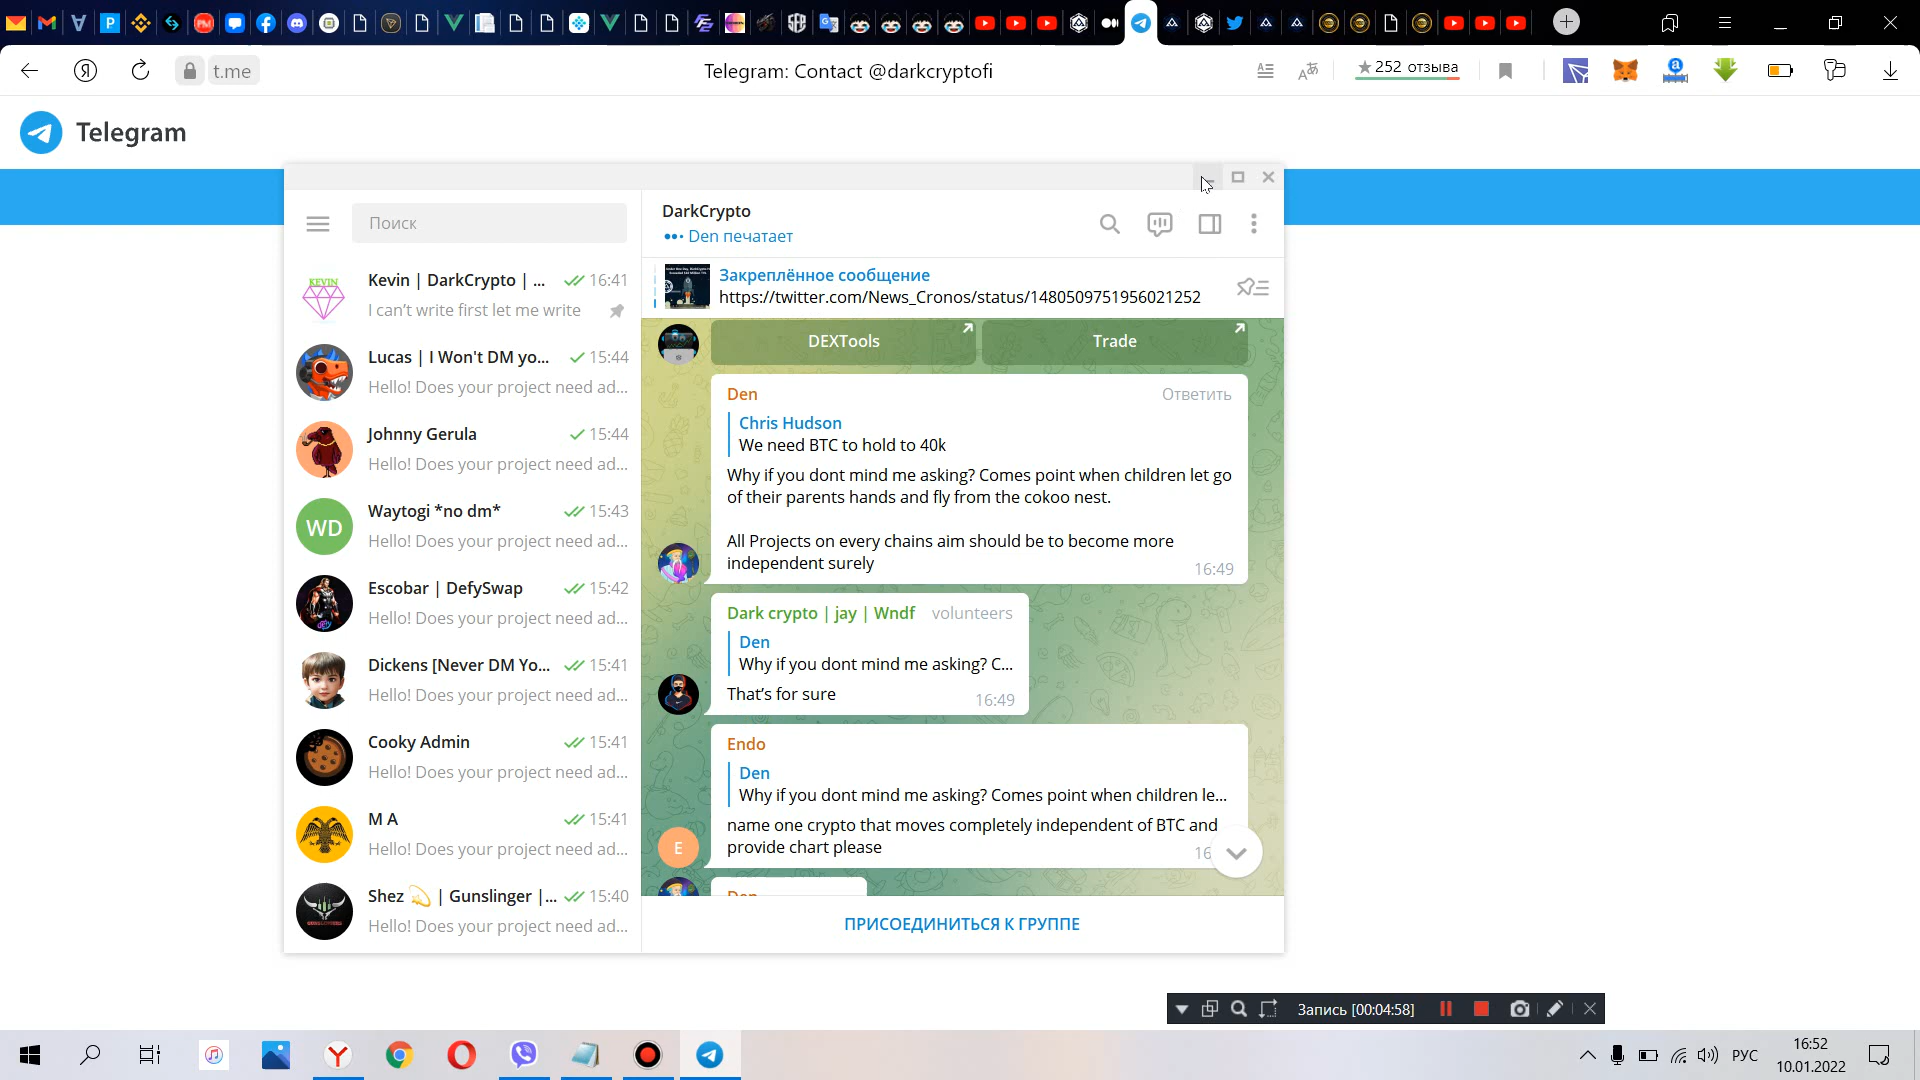 t.me
Telegram: Contact @darkcryptofi
252 отзыва
Telegram
Поиск
Kevin | DarkCrypto | ...
16:41
I can't write first let me write
Lucas | I Won't DM yo...
15:44
Hello! Does your project need ad...
Johnny Gerula
15:44
Hello! Does your project need ad...
WD
Waytogi *no dm*
15:43
Hello! Does your project need ad...
Escobar | DefySwap
15:42
Hello! Does your project need ad...
Dickens [Never DM Yo...
15:41
Hello! Does your project need ad...
Cooky Admin
15:41
Hello! Does your project need ad...
M A
15:41
Hello! Does your project need ad...
Shez 💫 | Gunslinger |...
15:40
Hello! Does your project need ad...
DarkCrypto
Den печатает
Закреплённое сообщение
https://twitter.com/News_Cronos/status/1480509751956021252
DEXTools
Trade
Den
Ответить
Chris Hudson
We need BTC to hold to 40k
Why if you dont mind me asking? Comes point when children let go
of their parents hands and fly from the cokoo nest.
All Projects on every chains aim should be to become more
independent surely
16:49
Dark crypto | jay | Wndf volunteers
Den
Why if you dont mind me asking? C...
That's for sure
16:49
Endo
Den
Why if you dont mind me asking? Comes point when children le...
name one crypto that moves completely independent of BTC and
provide chart please
16
E
Den
ПРИСОЕДИНИТЬСЯ К ГРУППЕ
Запись [00:04:58]
РУС
16:52
10.01.2022